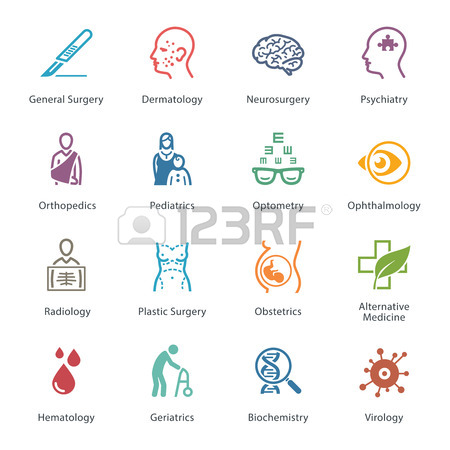 General Surgery
Dermatology
Neurosurgery
Psychiatry
Orthopedics
Pediatrics
Optometry
Ophthalmology
123RF
Radiology
Plastic Surgery
Obstetrics
Alternative
Medicine
Hematology
Geriatrics
Biochemistry
Virology